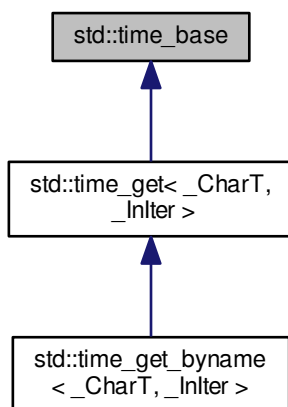 std::time_base
std::time_get< _CharT,
_InIter >
std::time_get_byname
< _CharT, _InIter >